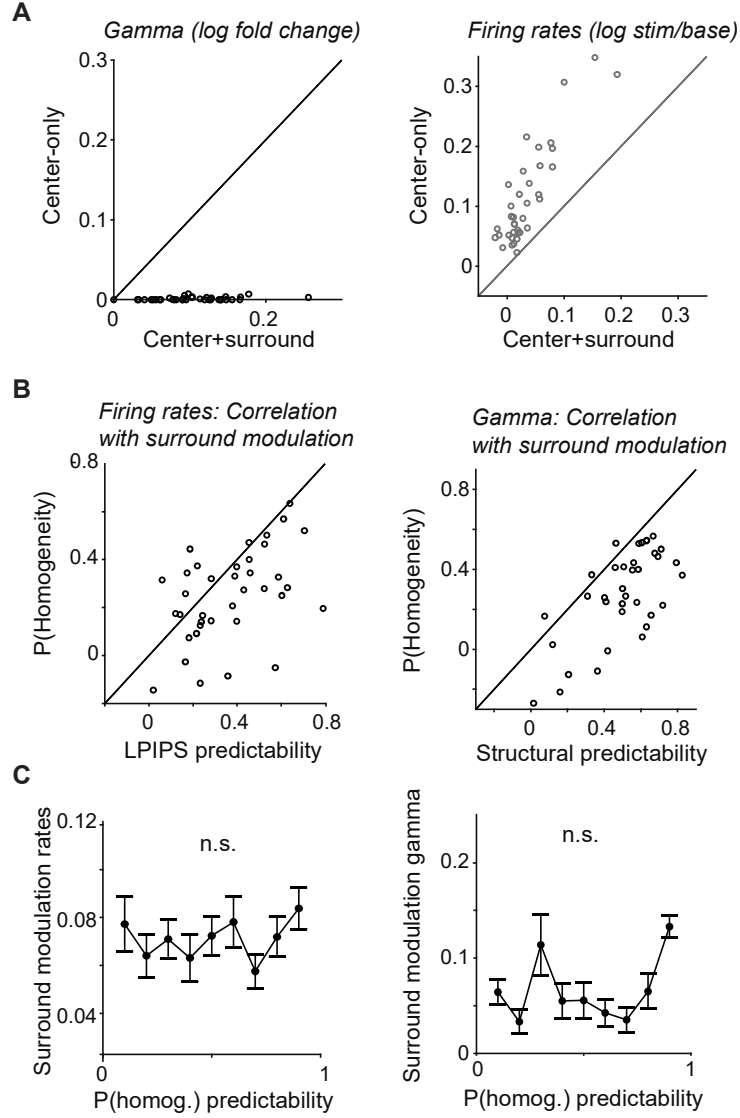 A
Gamma (log fold change)
Firing rates (log stim/base)
Center-only
0.3
0.2
0.1
0
0
0.2
Center+surround
Center-only
0.3
0.2
0.1
0
0
0.1
0.2
0.3
Center+surround
B
Firing rates: Correlation
with surround modulation
Gamma: Correlation
with surround modulation
P(Homogeneity)
0.8
0.4
0
0
0.4
0.8
LPIPS predictability
P(Homogeneity)
0.8
0.4
0
0
0.4
0.8
Structural predictability
C
Surround modulation rates
0.12
0.08
0.04
n.s.
0
1
P(homog.) predictability
Surround modulation gamma
0.2
0.1
0
n.s.
0
1
P(homog.) predictability